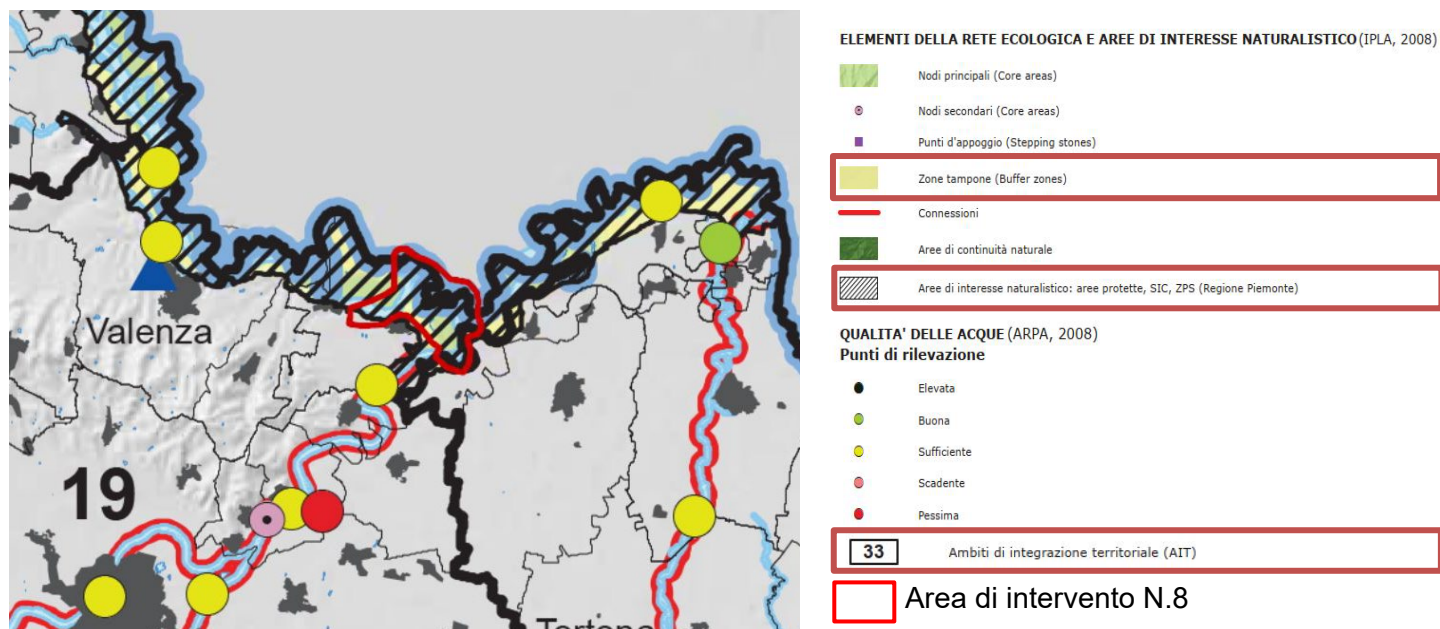 Valenza
19
Tortona
ELEMENTI DELLA RETE ECOLOGICA E AREE DI INTERESSE NATURALISTICO (IPLA, 2008)
Nodi principali (Core areas)
Nodi secondari (Core areas)
Punti d'appoggio (Stepping stones)
Zone tampone (Buffer zones)
Connessioni
Aree di continuità naturale
Aree di interesse naturalistico: aree protette, SIC, ZPS (Regione Piemonte)
QUALITA' DELLE ACQUE (ARPA, 2008)
Punti di rilevazione
Elevata
Buona
Sufficiente
Scadente
Pessima
33 Ambiti di integrazione territoriale (AIT)
Area di intervento N.8